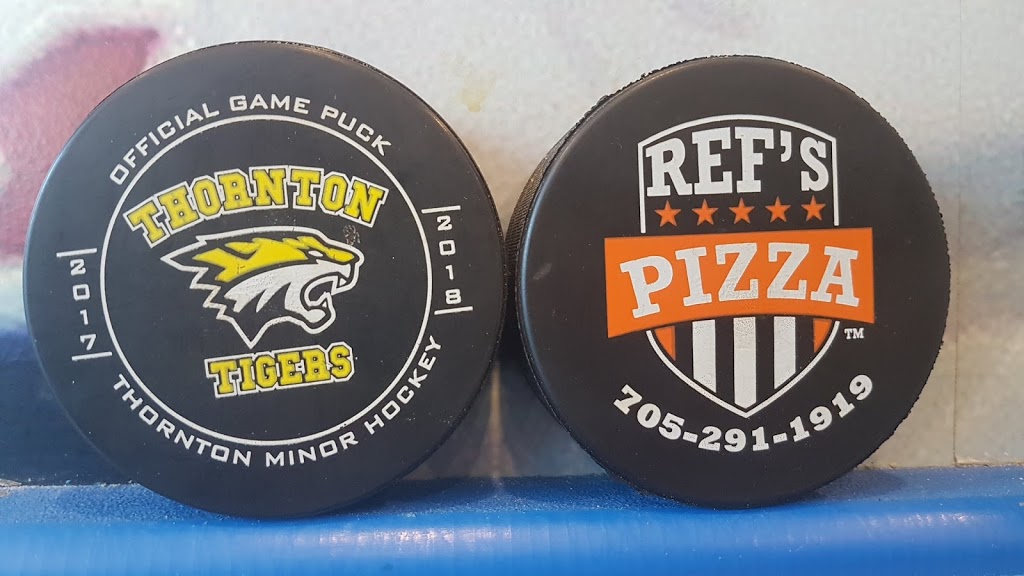 OFFICIAL GAME PUCK
THORNTON
TIGERS
2017
2018
THORNTON MINOR HOCKEY
REF'S
PIZZA
TM
705-291-1919